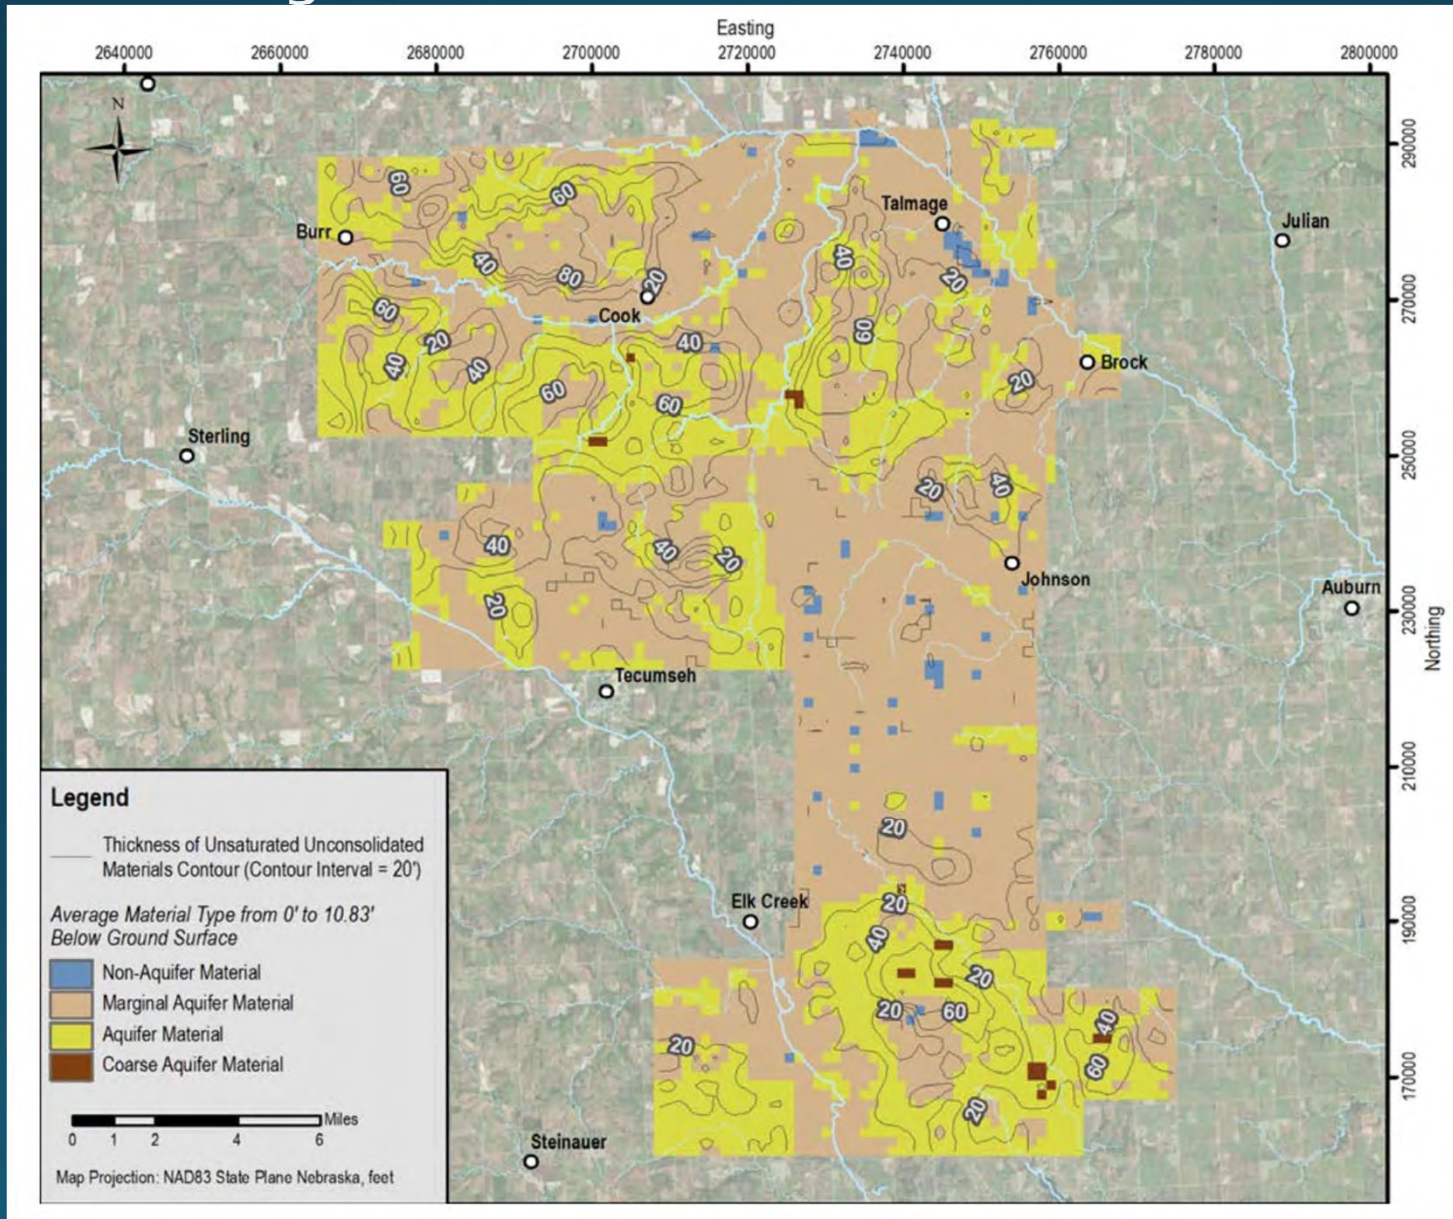 Easting
2640000 2660000 2680000 2700000 2720000 2740000 2760000 2780000 2800000
N
290000
60
60
Talmage
Julian
Burr
40
40
80
20
20
270000
60
Cook
60
20
40
40
40
Brock
20
60
60
Sterling
250000
20
40
40
40
20
Johnson
Auburn
20
230000
Northing
Tecumseh
210000
20
Elk Creek
20
190000
40
20
20
60
40
20
60
170000
20
Steinauer
Legend
Thickness of Unsaturated Unconsolidated
Materials Contour (Contour Interval = 20')
Average Material Type from 0' to 10.83'
Below Ground Surface
Non-Aquifer Material
Marginal Aquifer Material
Aquifer Material
Coarse Aquifer Material
Miles
0 1 2 4 6
Map Projection: NAD83 State Plane Nebraska, feet